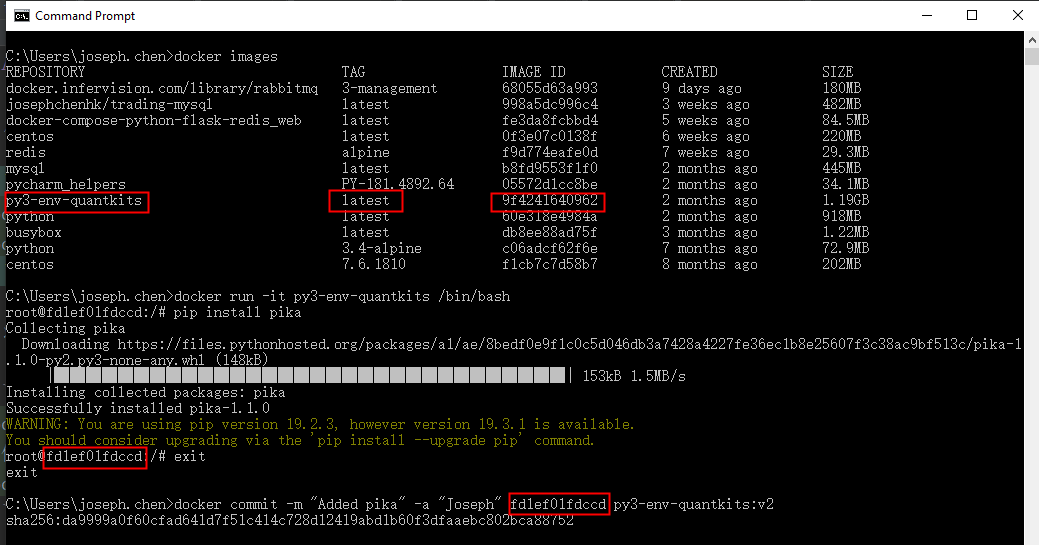 Command Prompt
C:\Users\joseph.chen>docker images
REPOSITORY TAG IMAGE ID CREATED SIZE
docker.infervision.com/library/rabbitmq 3-management 68055d63a993 9 days ago 180MB
josephchenhk/trading-mysql latest 998a5dc996c4 3 weeks ago 482MB
docker-compose-python-flask-redis_web latest fe3da8fcbbd4 5 weeks ago 84.5MB
centos latest 0f3e07c0138f 6 weeks ago 220MB
redis alpine f9d774eafe0d 7 weeks ago 29.3MB
mysql latest b8fd9553f1f0 2 months ago 445MB
pycharm_helpers PY-181.4892.64 05572d1cc8be 2 months ago 34.1MB
py3-env-quantkits latest 9f4241640962 2 months ago 1.19GB
python latest 60e318e4984a 2 months ago 918MB
busybox latest db8ee88ad75f 3 months ago 1.22MB
python 3.4-alpine c06adcf62f6e 7 months ago 72.9MB
centos 7.6.1810 f1cb7c7d58b7 8 months ago 202MB
C:\Users\joseph.chen>docker run -it py3-env-quantkits /bin/bash
root@fd1ef01fdccd:/# pip install pika
Collecting pika
Downloading https://files.pythonhosted.org/packages/a1/ae/8bedf0e9f1c0c5d046db3a7428a4227fe36ec1b8e25607f3c38ac9bf513c/pika-1
.1.0-py2.py3-none-any.whl (148kB)
|████████████████████████████████| 153kB 1.5MB/s
Installing collected packages: pika
Successfully installed pika-1.1.0
WARNING: You are using pip version 19.2.3, however version 19.3.1 is available.
You should consider upgrading via the 'pip install --upgrade pip' command.
root@fd1ef01fdccd:/# exit
exit
C:\Users\joseph.chen>docker commit -m "Added pika" -a "Joseph" fd1ef01fdccd py3-env-quantkits:v2
sha256:da9999a0f60cfad641d7f51c414c728d12419abd1b60f3dfaaebc802bca88752